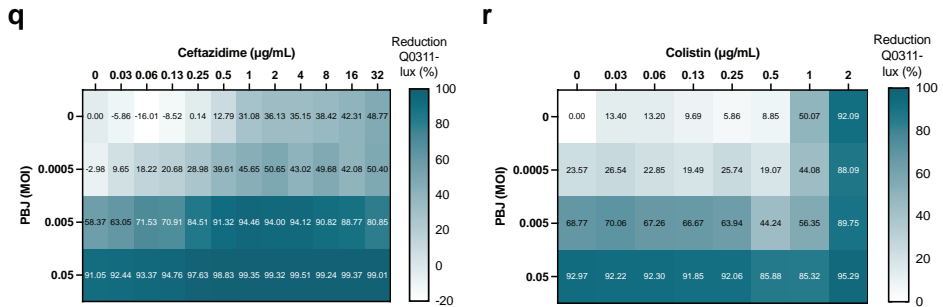 q
Ceftazidime (µg/mL)
Reduction
Q0311-
lux (%)
0 0.03 0.06 0.13 0.25 0.5 1 2 4 8 16 32
0 0.00 -5.86 -16.01 -8.52 0.14 12.79 31.08 36.13 35.15 38.42 42.31 48.77
0.0005 -2.98 9.65 18.22 20.68 28.98 39.61 45.65 50.65 43.02 49.68 42.08 50.40
0.005 58.37 63.05 71.53 70.91 84.51 91.32 94.46 94.00 94.12 90.82 88.77 80.85
0.05 91.05 92.44 93.37 94.76 97.63 98.83 99.35 99.32 99.51 99.24 99.37 99.01
PBJ (MOI)
100
80
60
40
20
0
-20
r
Colistin (µg/mL)
Reduction
Q0311-
lux (%)
0 0.03 0.06 0.13 0.25 0.5 1 2
0 0.00 13.40 13.20 9.69 5.86 8.85 50.07 92.09
0.0005 23.57 26.54 22.85 19.49 25.74 19.07 44.08 88.09
0.005 68.77 70.06 67.26 66.67 63.94 44.24 56.35 89.75
0.05 92.97 92.22 92.30 91.85 92.06 85.88 85.32 95.29
PBJ (MOI)
100
80
60
40
20
0